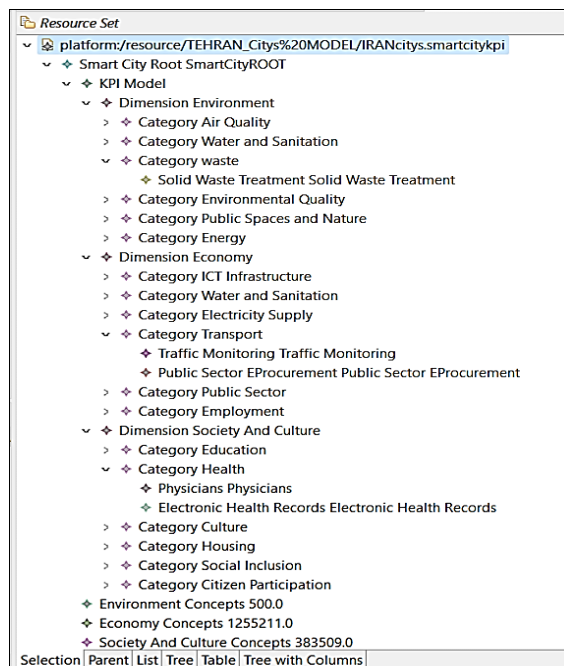 Resource Set
platform:/resource/TEHRAN_Citys%20MODEL/IRANcitys.smartcitykpi
Smart City Root SmartCityROOT
KPI Model
Dimension Environment
Category Air Quality
Category Water and Sanitation
Category waste
Solid Waste Treatment Solid Waste Treatment
Category Environmental Quality
Category Public Spaces and Nature
Category Energy
Dimension Economy
Category ICT Infrastructure
Category Water and Sanitation
Category Electricity Supply
Category Transport
Traffic Monitoring Traffic Monitoring
Public Sector EProcurement Public Sector EProcurement
Category Public Sector
Category Employment
Dimension Society And Culture
Category Education
Category Health
Physicians Physicians
Electronic Health Records Electronic Health Records
Category Culture
Category Housing
Category Social Inclusion
Category Citizen Participation
Environment Concepts 500.0
Economy Concepts 1255211.0
Society And Culture Concepts 383509.0
Selection Parent List Tree Table Tree with Columns